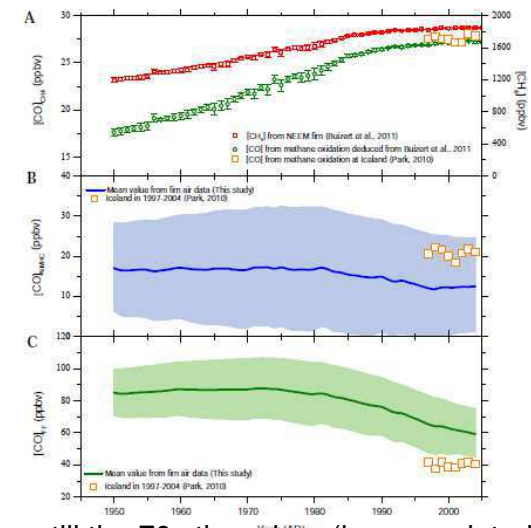 A
30
25
20
15
[CO]CH4 (ppbv)
2000
1600
1200
800
400
0
[CH4] (ppbv)
[CH4] from NEEM firn (Buizert et al., 2011)
[CO] from methane oxidation deduced from Buizert et al., 2011
[CO] from methane oxidation at Iceland (Park, 2010)
B
40
30
20
10
[CO]NMHC (ppbv)
Mean value from firn air data (This study)
Iceland in 1997-2004 (Park, 2010)
C
120
100
80
60
40
20
[CO]FF (ppbv)
Mean value from firn air data (This study)
Iceland in 1997-2004 (Park, 2010)
1950 1960 1970 1980 1990 2000